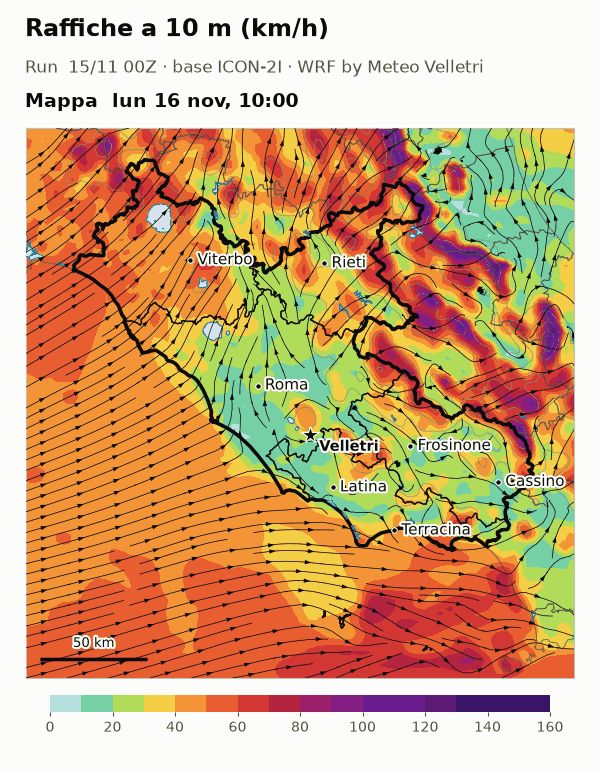 Raffiche a 10 m (km/h)
Run  15/11 00Z · base ICON-2I · WRF by Meteo Velletri
Mappa  lun 16 nov, 10:00
Viterbo
Rieti
Roma
Velletri
Frosinone
Cassino
Latina
Terracina
50 km
0 20 40 60 80 100 120 140 160